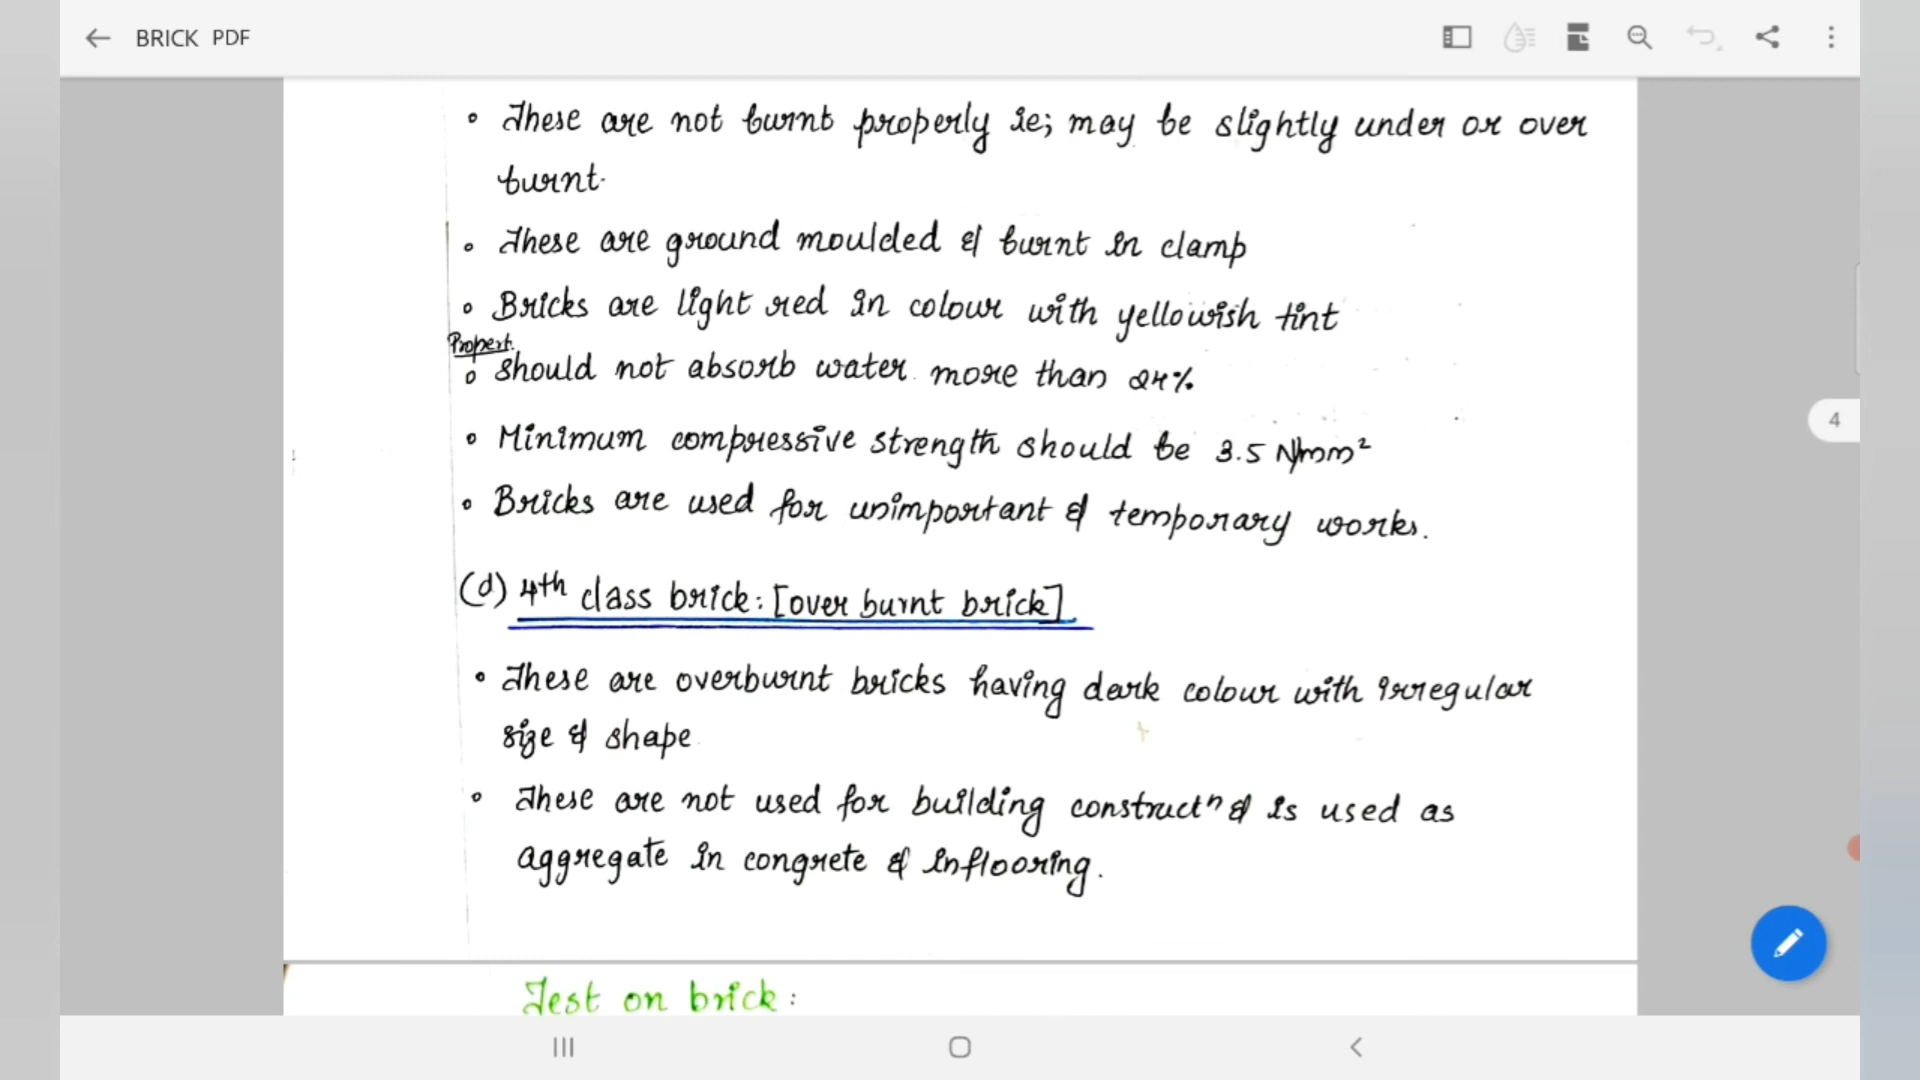 BRICK PDF
• These are not burnt properly ie; may be slightly under or over
burnt.
• These are ground moulded & burnt in clamp
• Bricks are light red in colour with yellowish tint
Propert.
• should not absorb water more than 24%
• Minimum compressive strength should be 3.5 N/mm²
• Bricks are used for unimportant & temporary works.
4
(d) 4th class brick: [over burnt brick]
• These are overburnt bricks having dark colour with irregular
size & shape
• These are not used for building constructⁿ & is used as
aggregate in congrete & inflooring.
Test on brick: